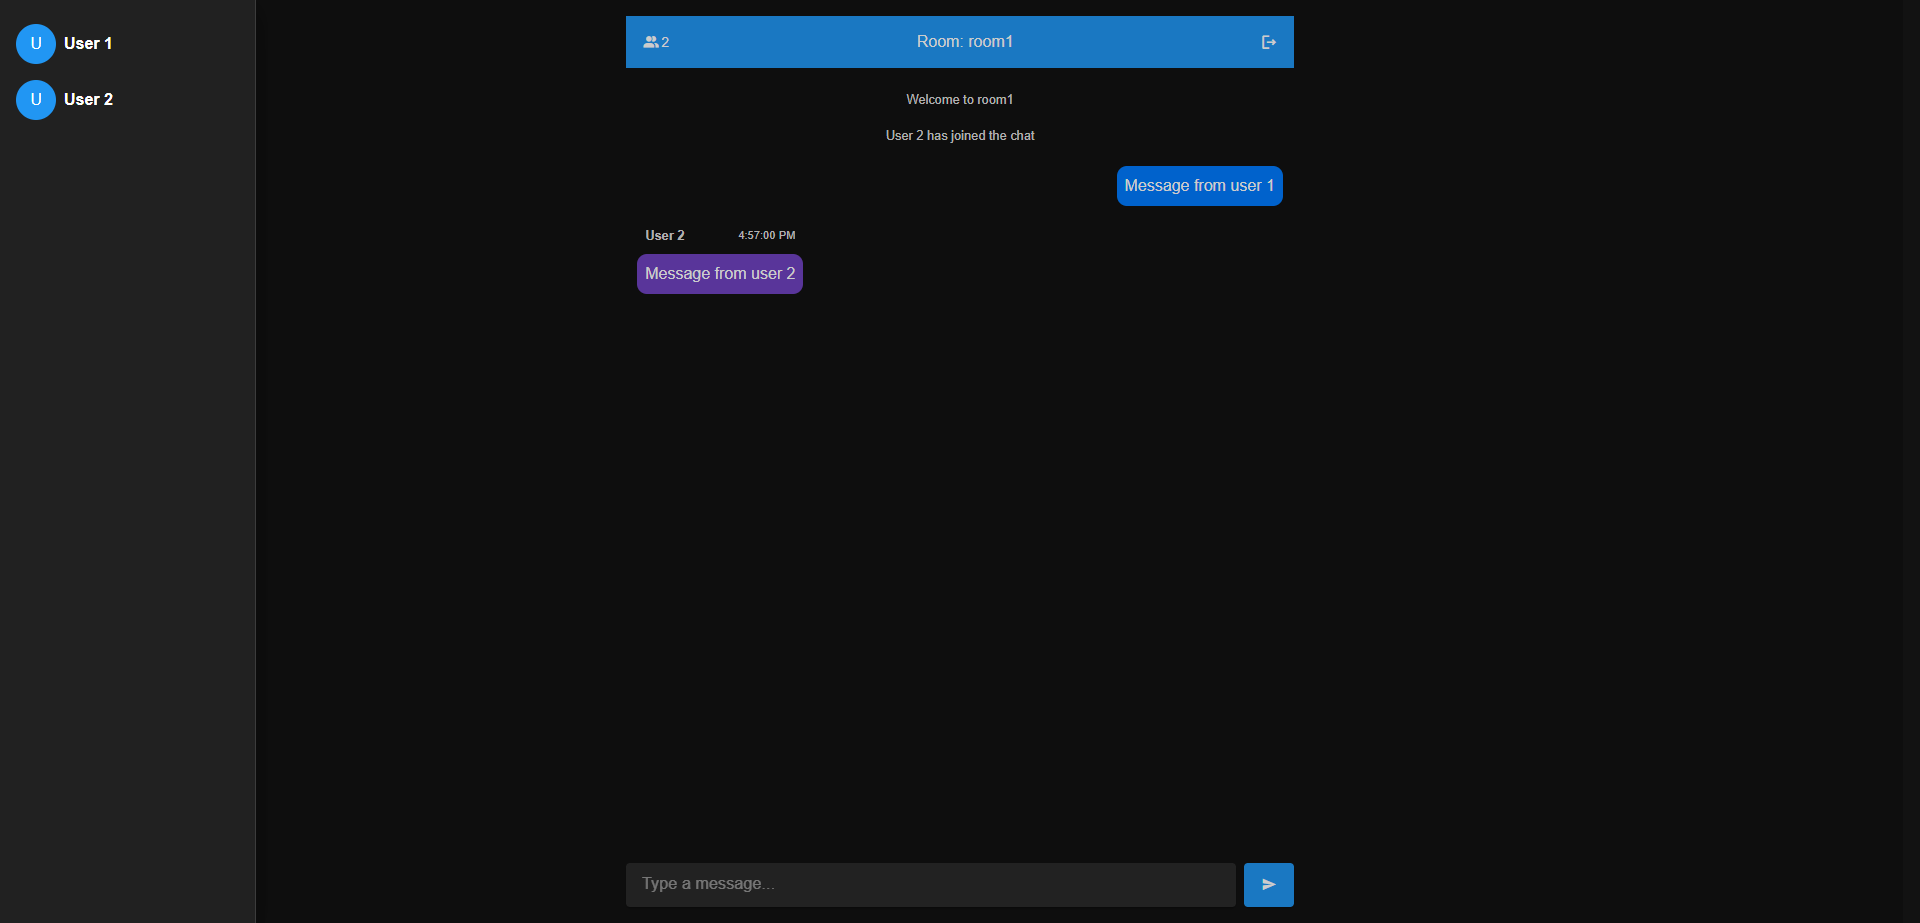 U User 1
U User 2
2 Room: room1
Welcome to room1
User 2 has joined the chat
Message from user 1
User 2 4:57:00 PM
Message from user 2
Type a message...